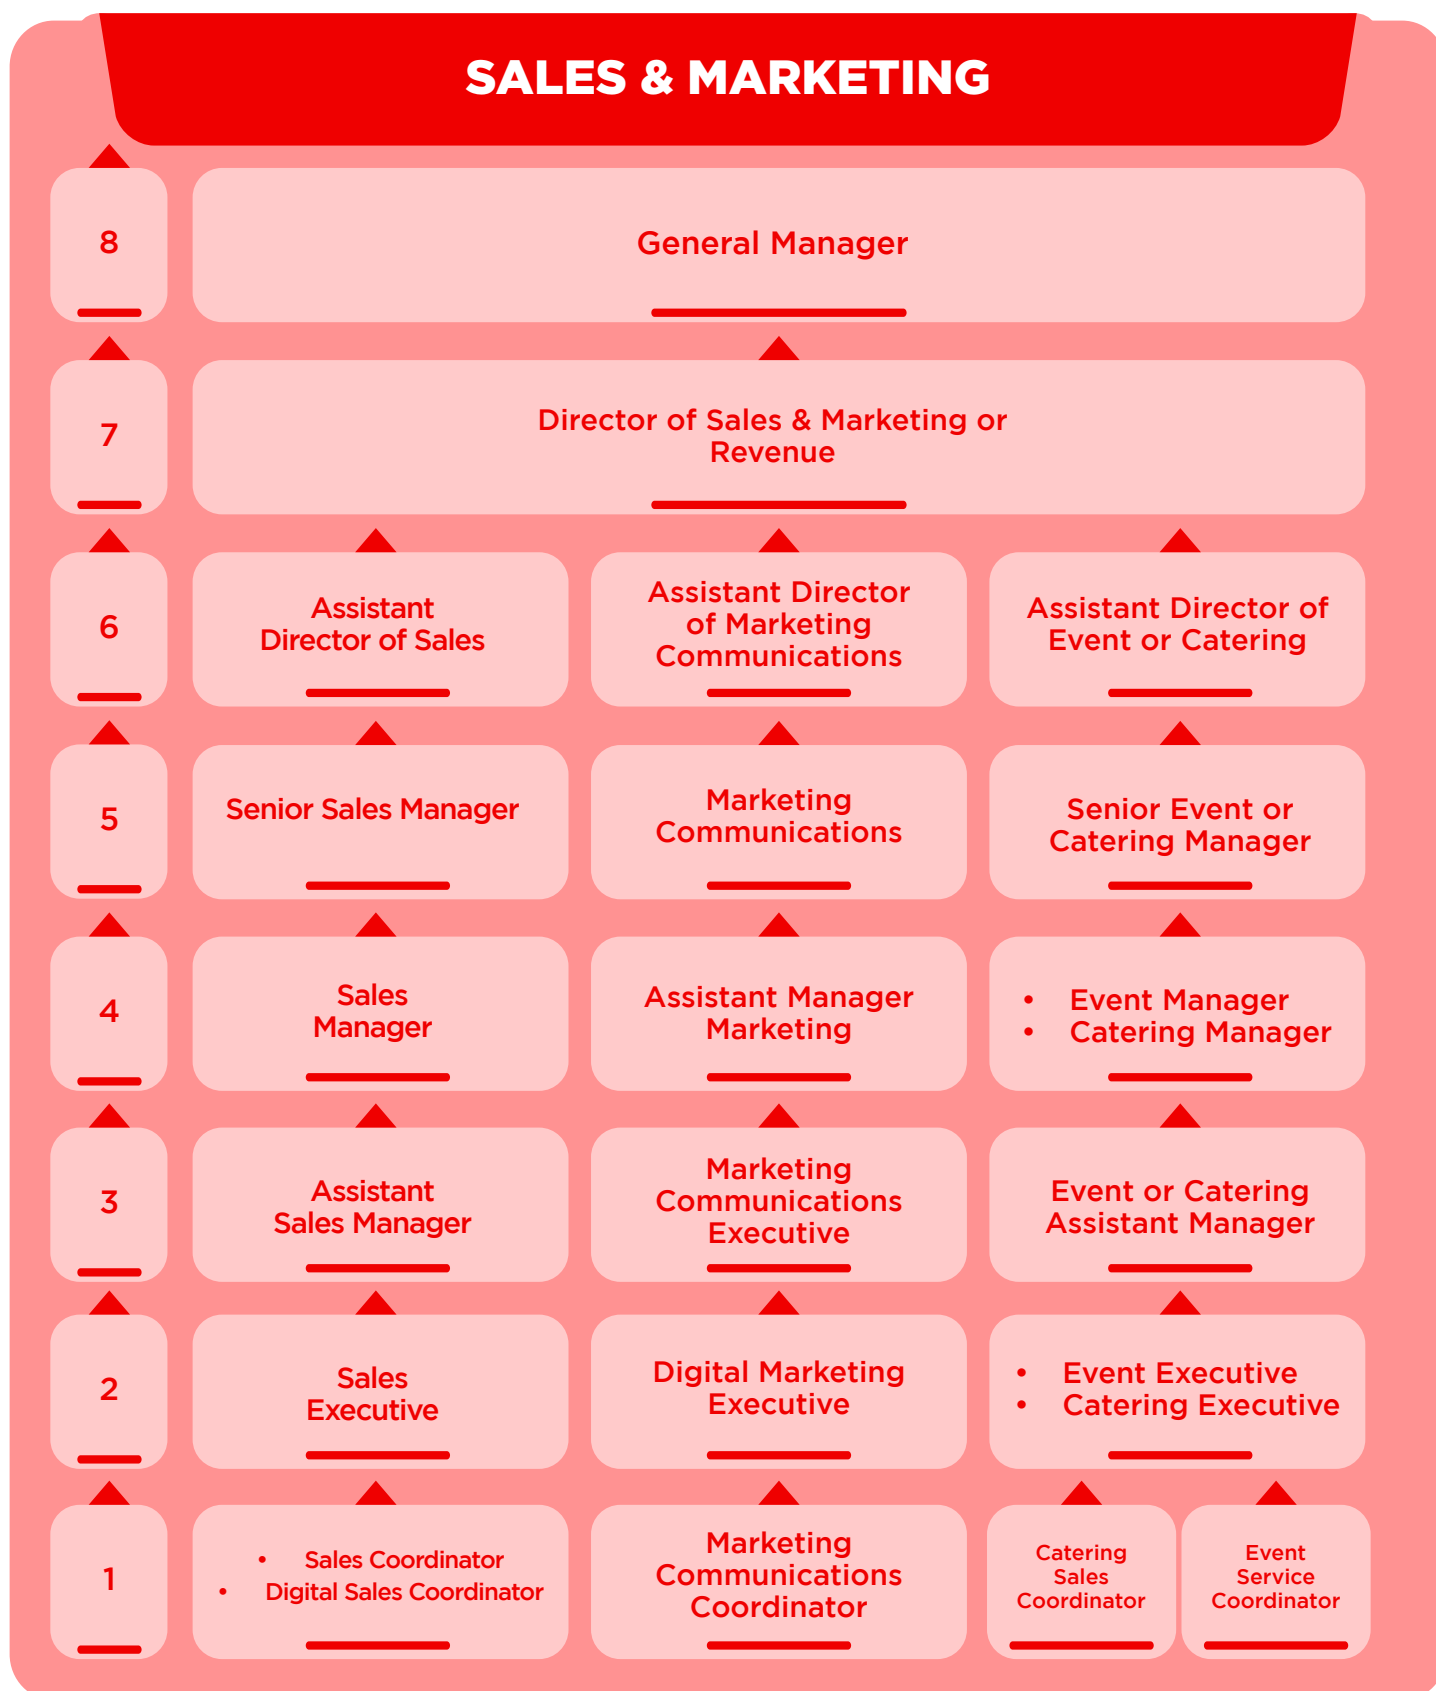 SALES & MARKETING
8
General Manager
7
Director of Sales & Marketing or
Revenue
6
Assistant
Director of Sales
Assistant Director
of Marketing
Communications
Assistant Director of
Event or Catering
5
Senior Sales Manager
Marketing
Communications
Senior Event or
Catering Manager
4
Sales
Manager
Assistant Manager
Marketing
• Event Manager
• Catering Manager
3
Assistant
Sales Manager
Marketing
Communications
Executive
Event or Catering
Assistant Manager
2
Sales
Executive
Digital Marketing
Executive
• Event Executive
• Catering Executive
1
• Sales Coordinator
• Digital Sales Coordinator
Marketing
Communications
Coordinator
Catering
Sales
Coordinator
Event
Service
Coordinator